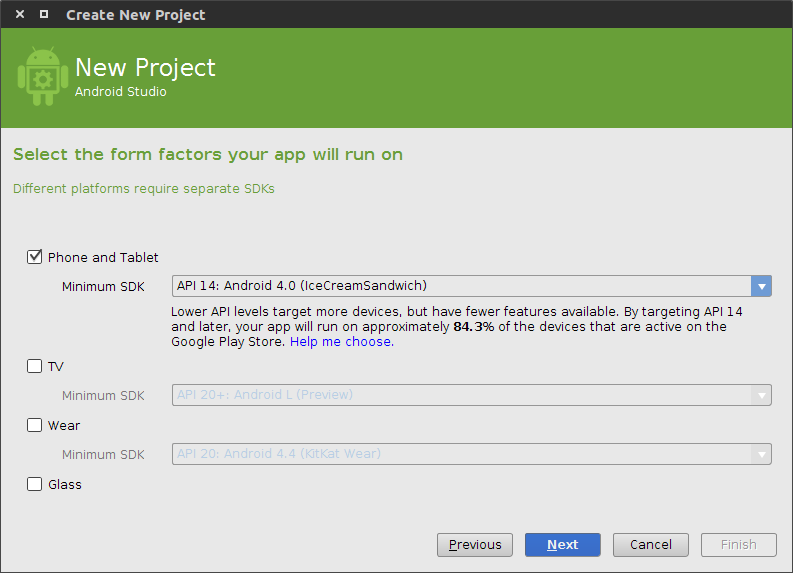 Create New Project
New Project
Android Studio
Select the form factors your app will run on
Different platforms require separate SDKs
Phone and Tablet
Minimum SDK API 14: Android 4.0 (IceCreamSandwich)
Lower API levels target more devices, but have fewer features available. By targeting API 14
and later, your app will run on approximately 84.3% of the devices that are active on the
Google Play Store. Help me choose.
TV
Minimum SDK API 20+: Android L (Preview)
Wear
Minimum SDK API 20: Android 4.4 (KitKat Wear)
Glass
Previous Next Cancel Finish